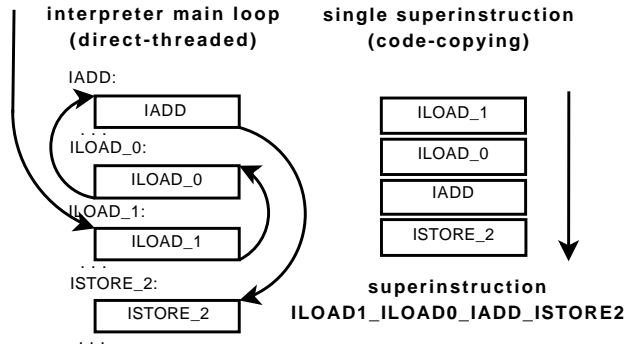 interpreter main loop
(direct-threaded)
IADD:
IADD
. . .
ILOAD_0:
ILOAD_0
ILOAD_1:
ILOAD_1
. . .
ISTORE_2:
ISTORE_2
. . .
single superinstruction
(code-copying)
ILOAD_1
ILOAD_0
IADD
ISTORE_2
superinstruction
ILOAD1_ILOAD0_IADD_ISTORE2